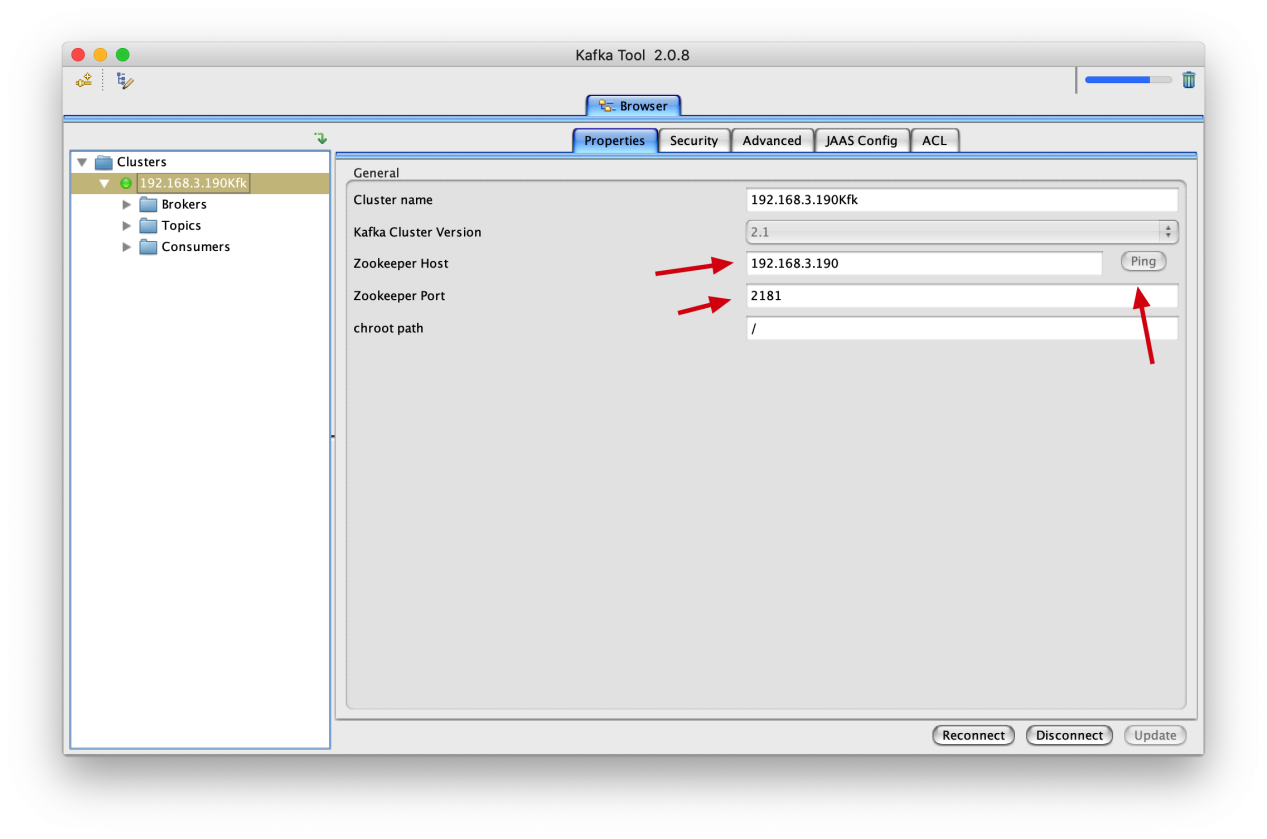 Kafka Tool 2.0.8
Browser
Properties Security Advanced JAAS Config ACL
Clusters
192.168.3.190Kfk
Brokers
Topics
Consumers
General
Cluster name 192.168.3.190Kfk
Kafka Cluster Version 2.1
Zookeeper Host 192.168.3.190 Ping
Zookeeper Port 2181
chroot path /
Reconnect Disconnect Update